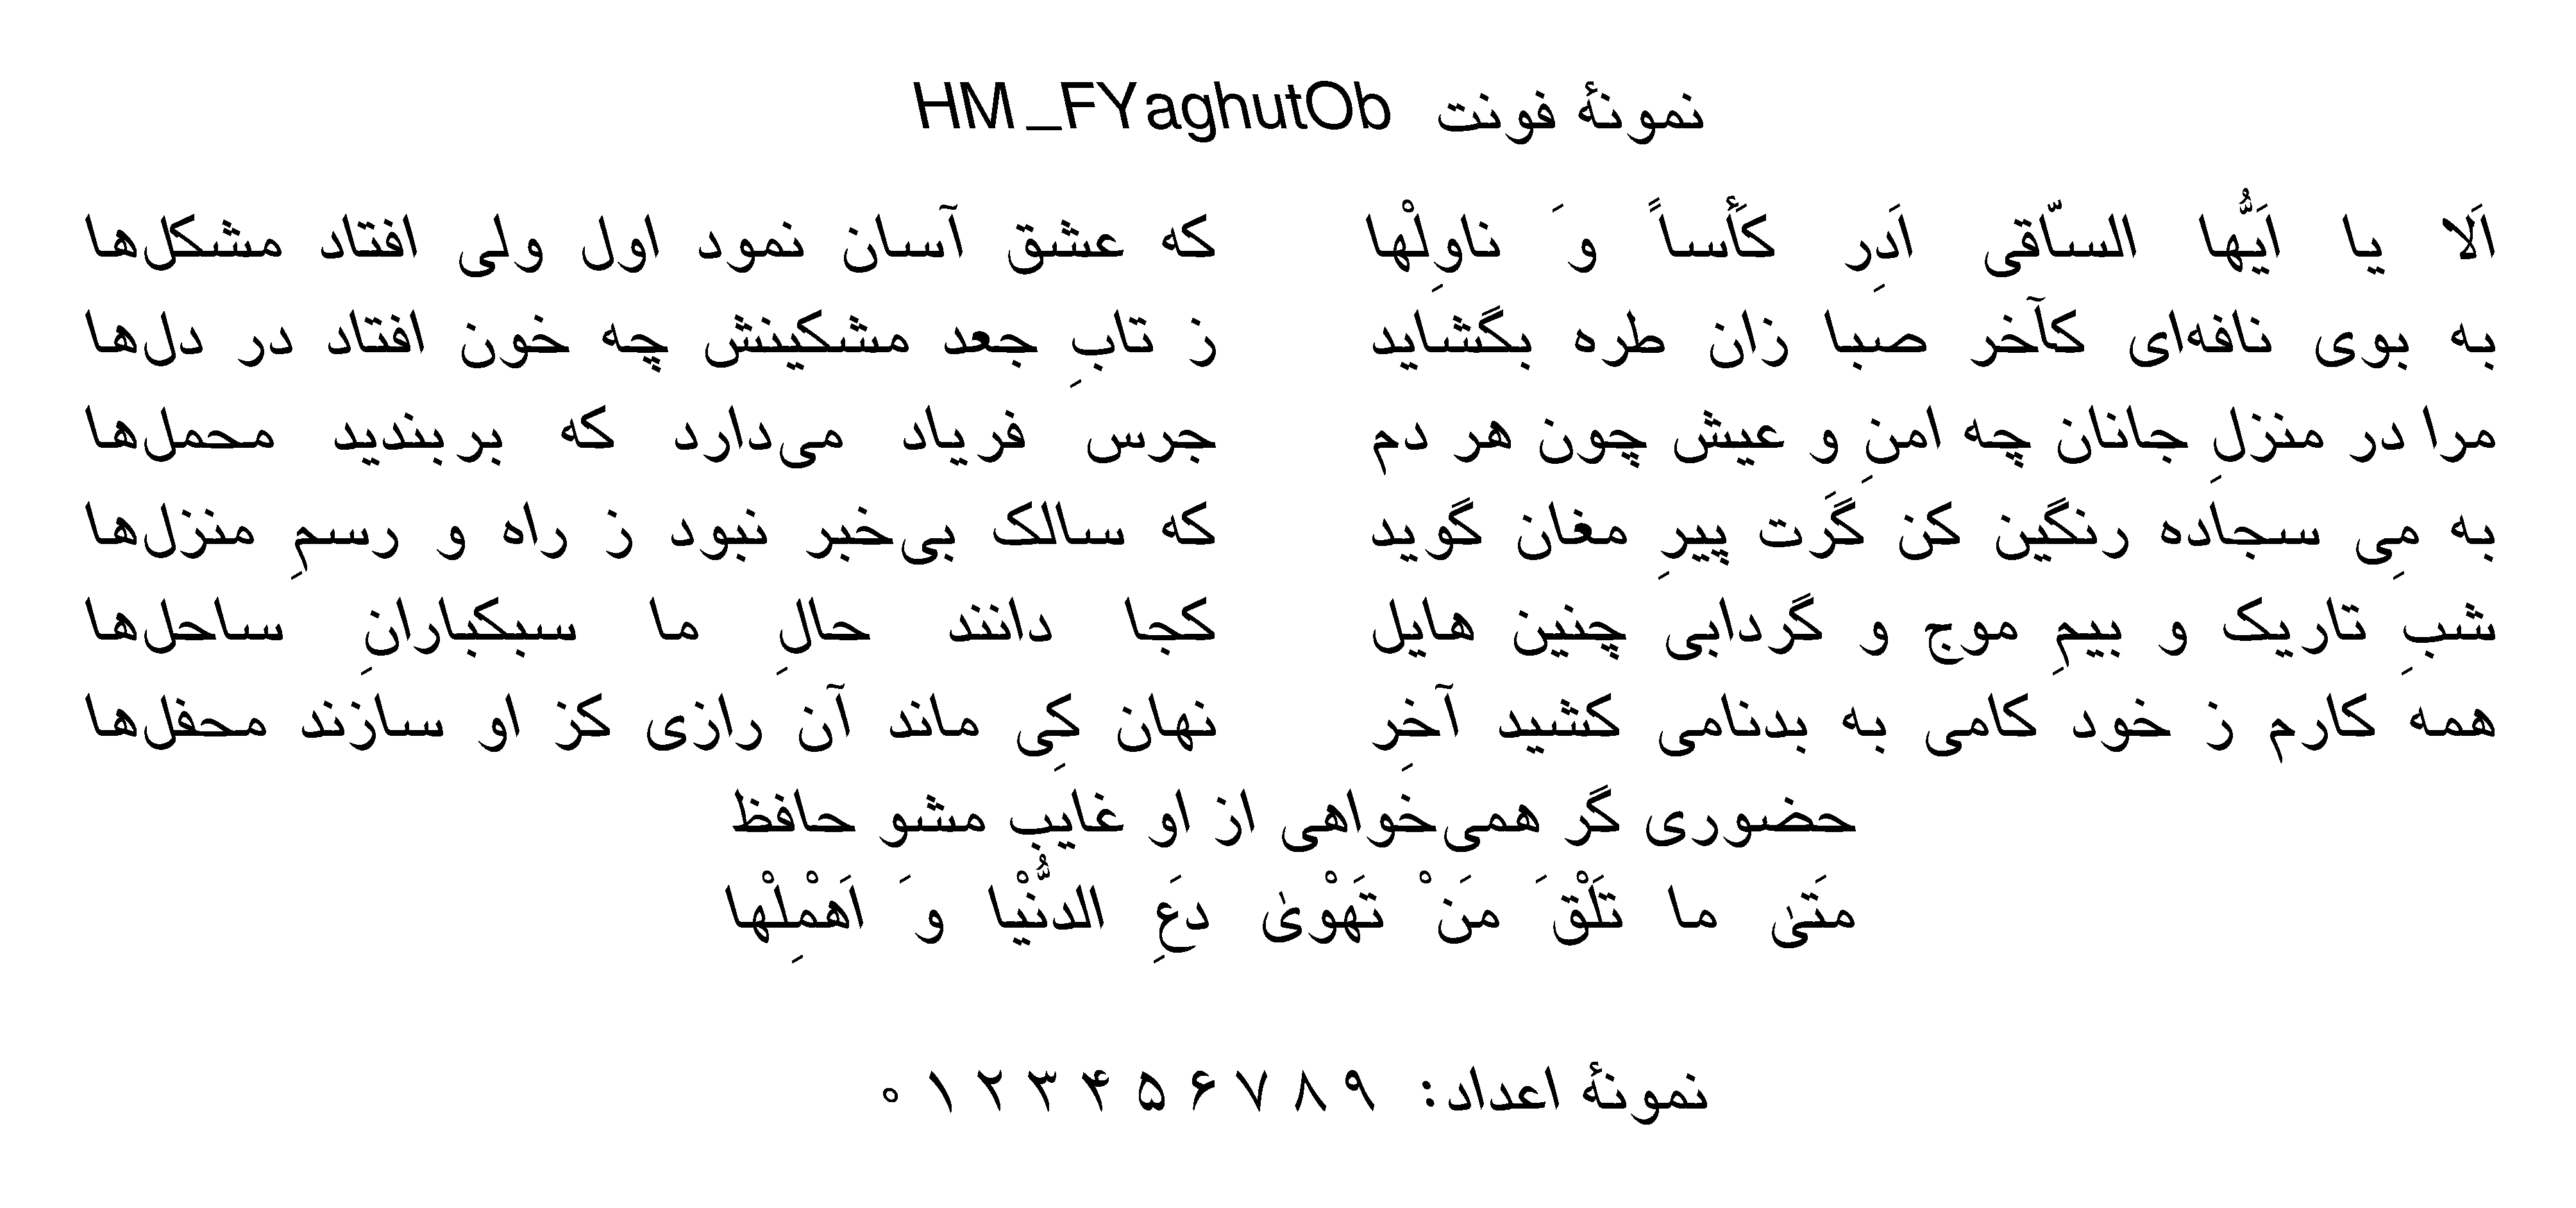 نمونهٔ فونت HM_FYaghutOb
اَلا یا اَیُّها السّاقی اَدَرِ کَأساً وَ ناوِلْها که عشق آسان نمود اول ولی افتاد مشکل‌ها
به بوی نافه‌ای کآخر صبا زان طره بگشاید ز تابِ جعد مشکینش چه خون افتاد در دل‌ها
مرا در منزلِ جانان چه امنِ و عیش چون هر دم جرس فریاد می‌دارد که بربندید محمل‌ها
به مِی سجاده رنگین کن گَرت پیرِ مغان گوید که سالک بی‌خبر نبود ز راه و رسمِ منزل‌ها
شبِ تاریک و بیمِ موج و گردابی چنین هایل کجا دانند حالِ ما سبکبارانِ ساحل‌ها
همه کارم ز خود کامی به بدنامی کشید آخِر نهان کِی ماند آن رازی کز او سازند محفل‌ها
حضوری گر همی‌خواهی از او غایب مشو حافظ
مَتیٰ ما تَلْقَ مَنْ تَهْویٰ دَعِ الدُّنْیا وَ اَهْمِلْها
نمونهٔ اعداد: ۰ ۱ ۲ ۳ ۴ ۵ ۶ ۷ ۸ ۹